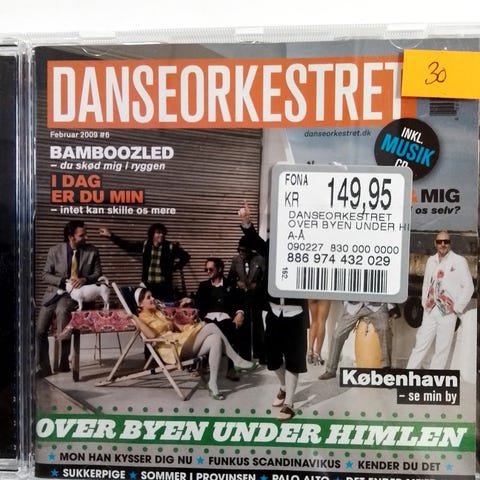 DANSEORKESTRET
30
Februar 2009 #6
danseorkestret.dk
INKL.
MUSIK
CD
BAMBOOZLED
– du skød mig i ryggen
I DAG
ER DU MIN
– intet kan skille os mere
MIG
os selv?
FONA
KR 149,95
DANSEORKESTRET
OVER BYEN UNDER HI
A-Å
090227 830 000 0000
886 974 432 029
152
København
– se min by
OVER BYEN UNDER HIMLEN
★ MON HAN KYSSER DIG NU ★ FUNKUS SCANDINAVIKUS ★ KENDER DU DET
★ SUKKERPIGE ★ SOMMER I PROVINSEN ★ PALO ALTO ★